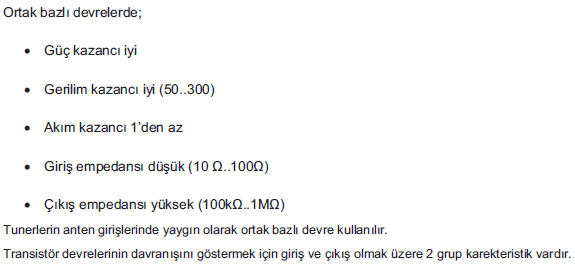 Ortak bazlı devrelerde;
• Güç kazancı iyi
• Gerilim kazancı iyi (50..300)
• Akım kazancı 1'den az
• Giriş empedansı düşük (10 Ω..100Ω)
• Çıkış empedansı yüksek (100kΩ..1MΩ)
Tunerlerin anten girişlerinde yaygın olarak ortak bazlı devre kullanılır.
Transistör devrelerinin davranışını göstermek için giriş ve çıkış olmak üzere 2 grup karekteristik vardır.